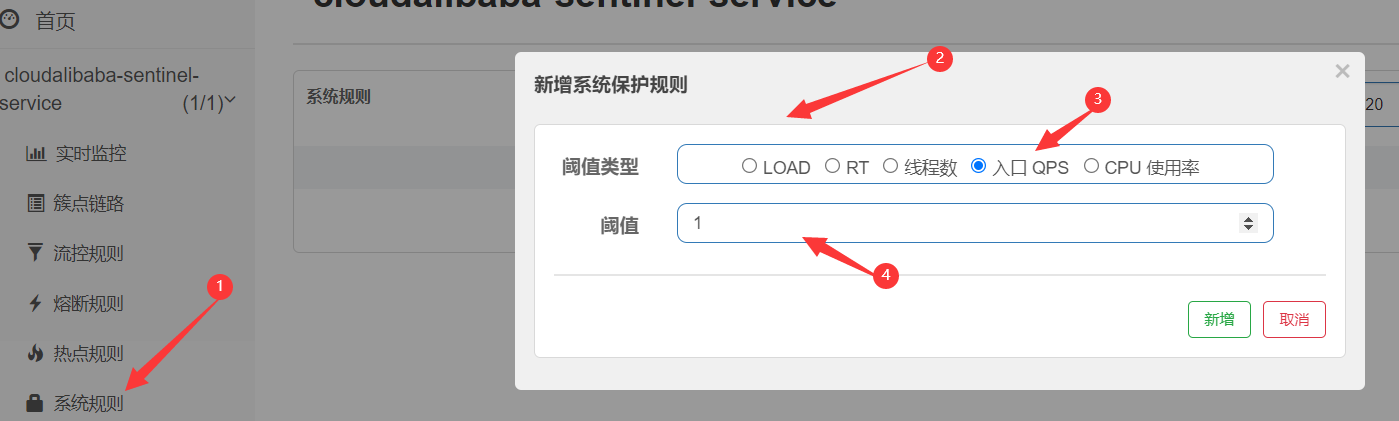 cloudalibaba-sentinel-service
首页
cloudalibaba-sentinel-
service (1/1)
实时监控
簇点链路
流控规则
熔断规则
热点规则
系统规则
1
系统规则
20
新增系统保护规则
×
2
3
阈值类型 LOAD RT 线程数 入口 QPS CPU 使用率
阈值 1
4
新增 取消